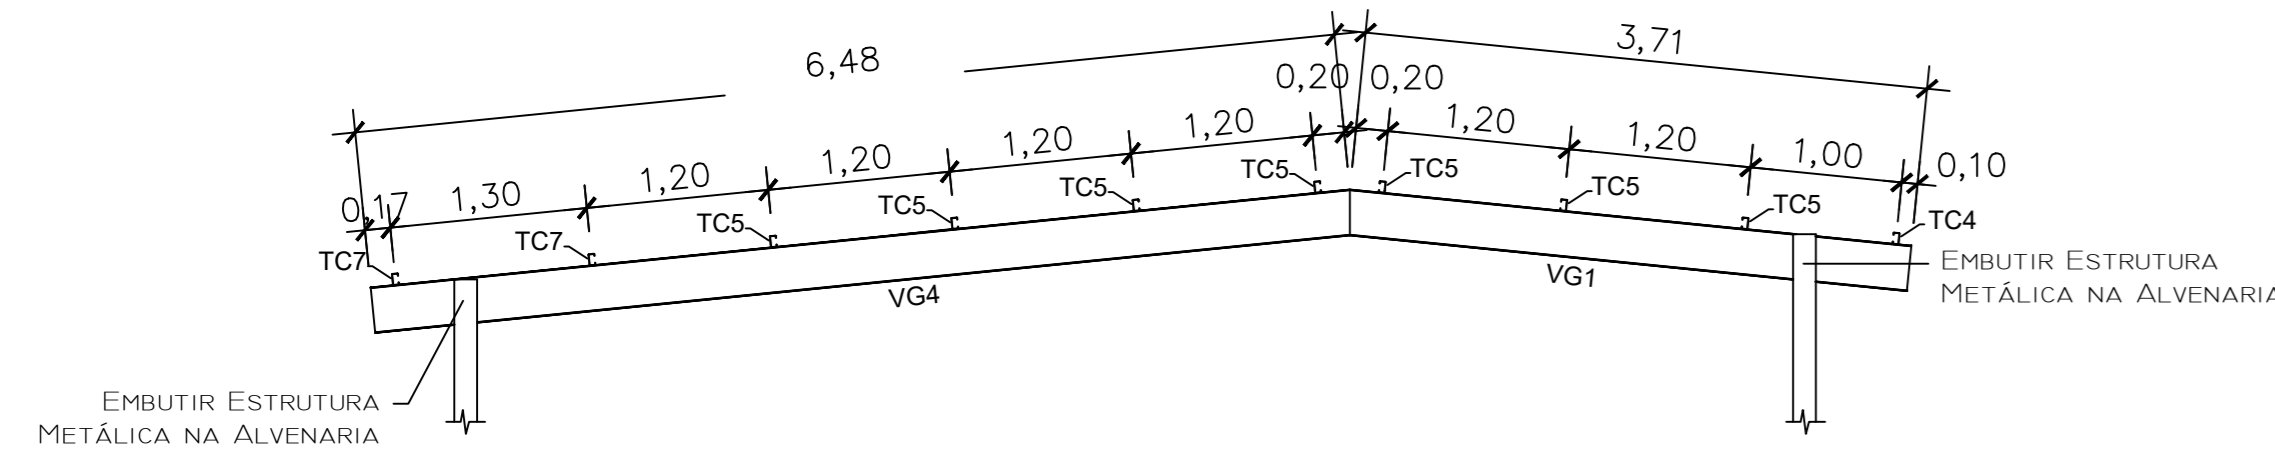 6,48
3,71
0,20
0,20
0,17
1,30
1,20
1,20
1,20
1,20
1,20
1,20
1,00
0,10
TC7
TC7
TC5
TC5
TC5
TC5
TC5
TC5
TC5
TC4
VG4
VG1
EMBUTIR ESTRUTURA
METÁLICA NA ALVENARIA
EMBUTIR ESTRUTURA
METÁLICA NA ALVENARIA